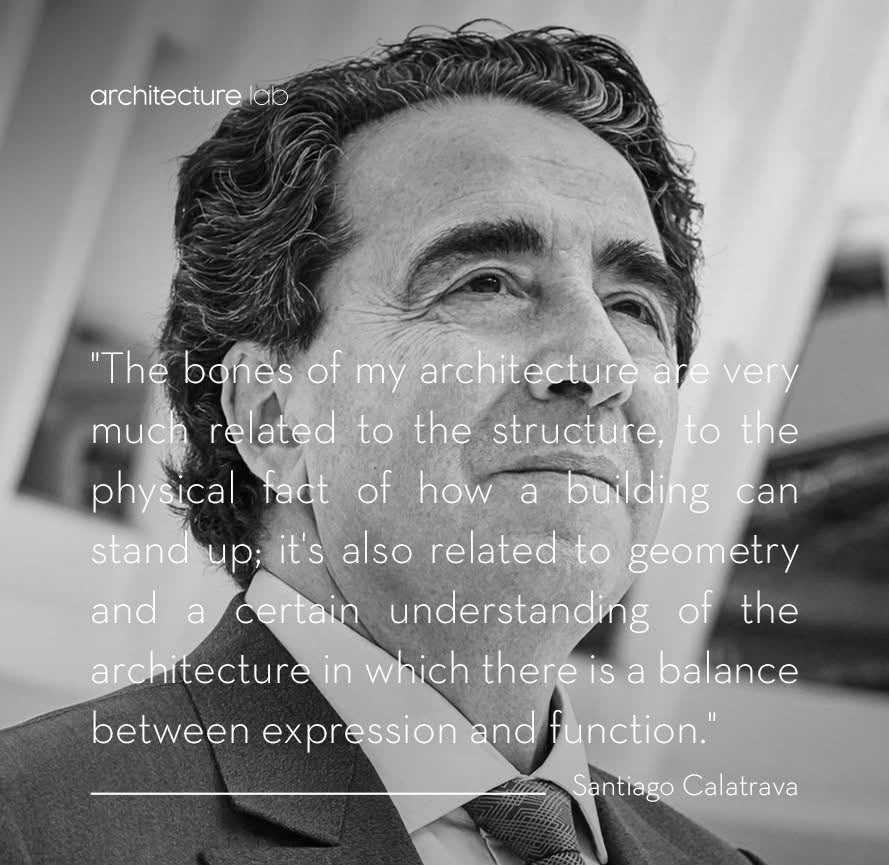 architecture lab
"The bones of my architecture are very
much related to the structure, to the
physical fact of how a building can
stand up; it's also related to geometry
and a certain understanding of the
architecture in which there is a balance
between expression and function."
Santiago Calatrava